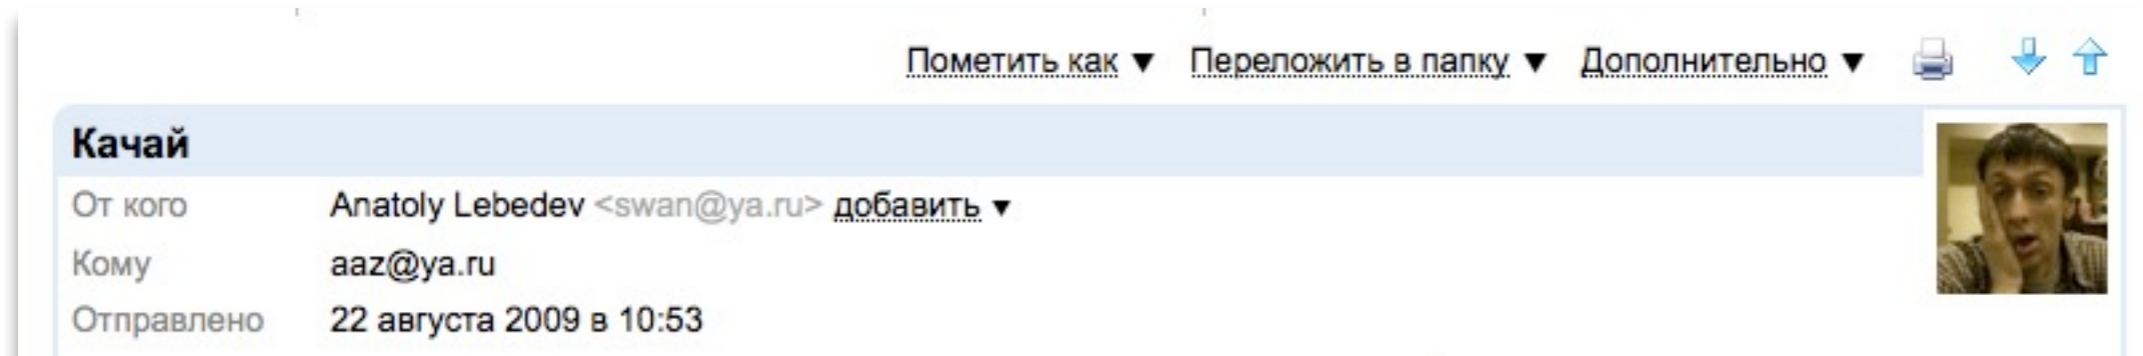 Пометить как ▼ Переложить в папку ▼ Дополнительно ▼
Качай
От кого Anatoly Lebedev <swan@ya.ru> добавить ▼
Кому aaz@ya.ru
Отправлено 22 августа 2009 в 10:53